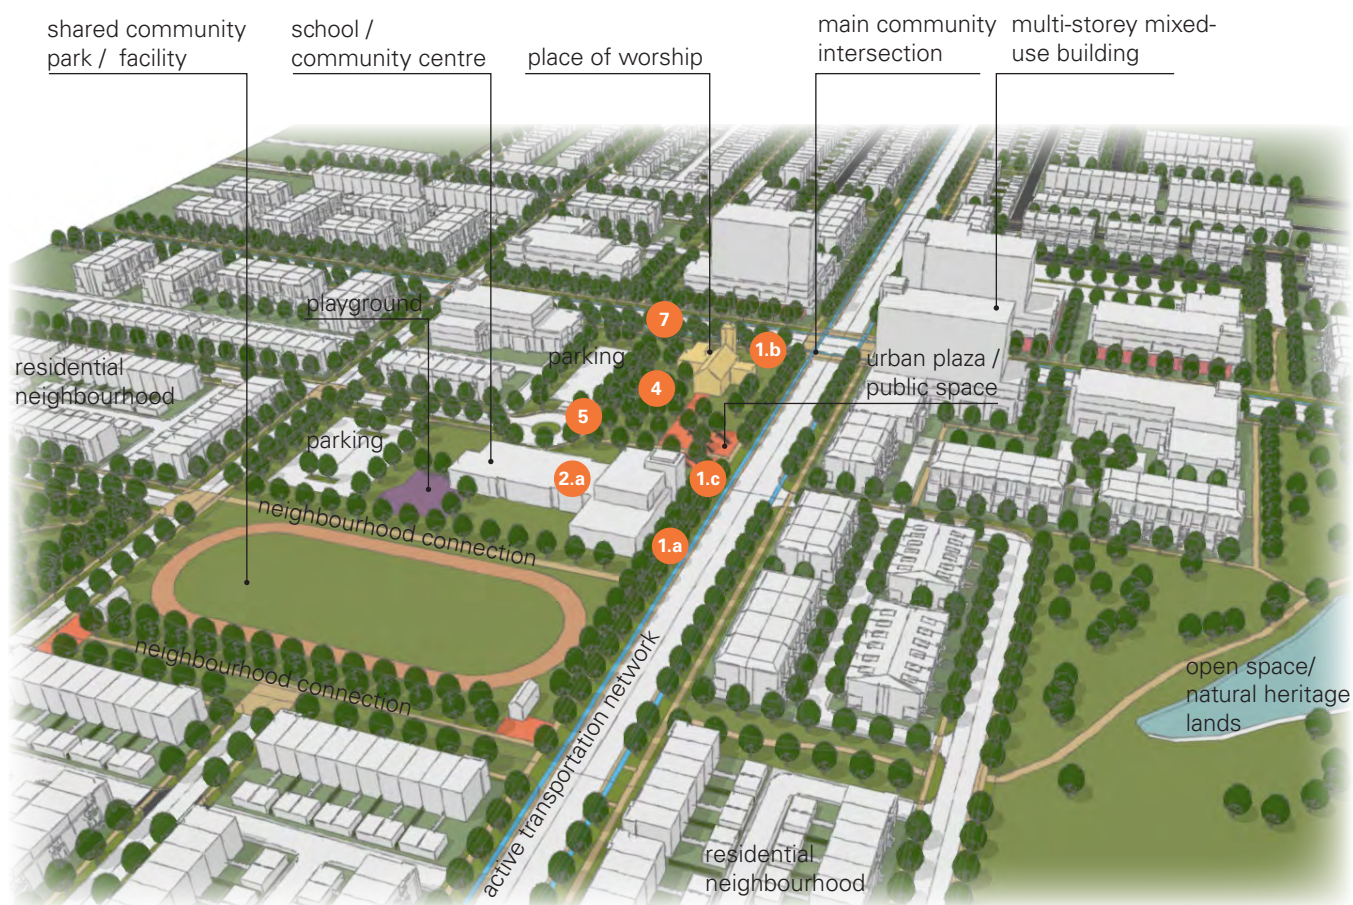 shared community
park / facility
school /
community centre
place of worship
main community
intersection
multi-storey mixed-
use building
playground
7
parking
1.b
urban plaza /
public space
residential
neighbourhood
4
5
parking
2.a
1.c
neighbourhood connection
1.a
neighbourhood connection
active transportation network
open space/
natural heritage
lands
residential
neighbourhood